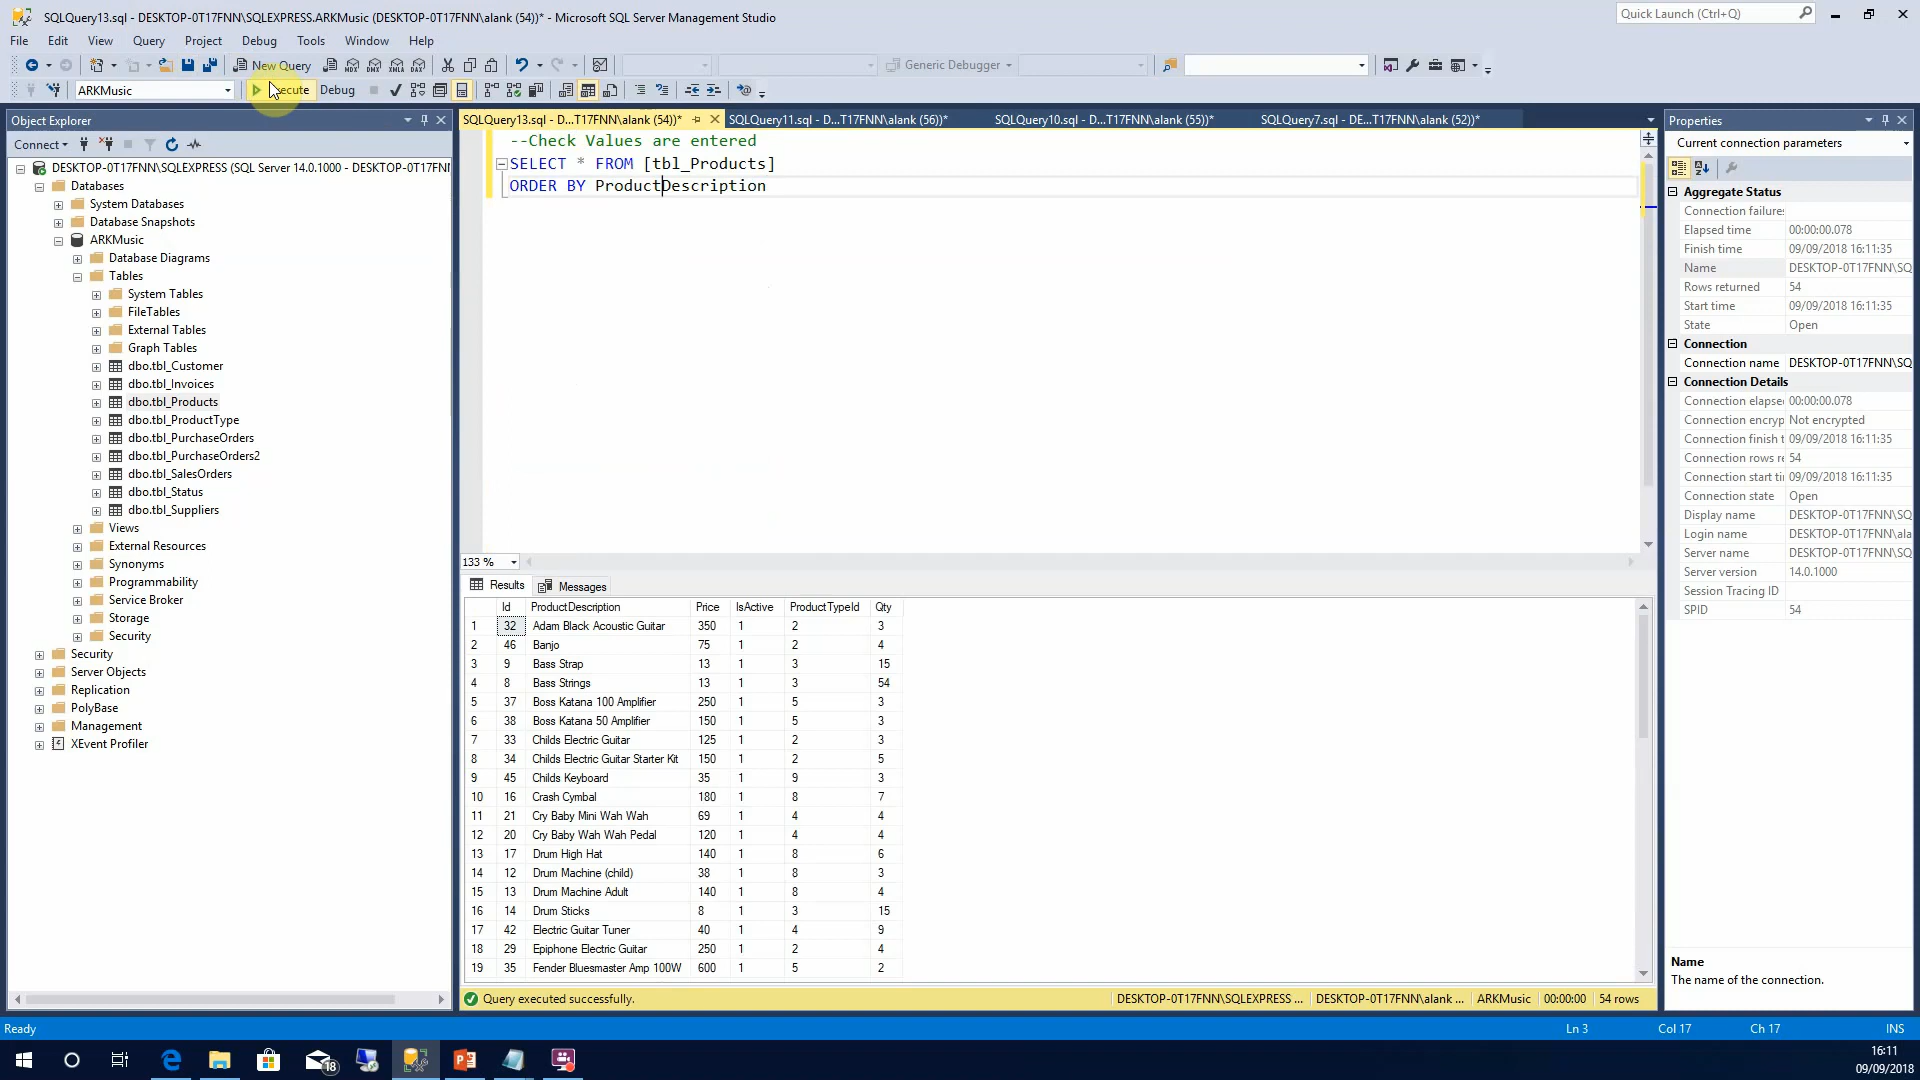 SQLQuery13.sql - DESKTOP-0T17FNN\SQLEXPRESS.ARKMusic (DESKTOP-0T17FNN\alank (54))* - Microsoft SQL Server Management Studio
Quick Launch (Ctrl+Q)
File Edit View Query Project Debug Tools Window Help
New Query
Generic Debugger
ARKMusic
Debug
Object Explorer
Connect
DESKTOP-0T17FNN\SQLEXPRESS (SQL Server 14.0.1000 - DESKTOP-0T17FNN
Databases
System Databases
Database Snapshots
ARKMusic
Database Diagrams
Tables
System Tables
FileTables
External Tables
Graph Tables
dbo.tbl_Customer
dbo.tbl_Invoices
dbo.tbl_Products
dbo.tbl_ProductType
dbo.tbl_PurchaseOrders
dbo.tbl_PurchaseOrders2
dbo.tbl_SalesOrders
dbo.tbl_Status
dbo.tbl_Suppliers
Views
External Resources
Synonyms
Programmability
Service Broker
Storage
Security
Security
Server Objects
Replication
PolyBase
Management
XEvent Profiler
SQLQuery13.sql - D...T17FNN\alank (54))* SQLQuery11.sql - D...T17FNN\alank (56))* SQLQuery10.sql - D...T17FNN\alank (55))* SQLQuery7.sql - DE...T17FNN\alank (52))*
--Check Values are entered
SELECT * FROM [tbl_Products]
ORDER BY ProductDescription
133 %
Results Messages
Id ProductDescription Price IsActive ProductTypeId Qty
1 32 Adam Black Acoustic Guitar 350 1 2 3
2 46 Banjo 75 1 2 4
3 9 Bass Strap 13 1 3 15
4 8 Bass Strings 13 1 3 54
5 37 Boss Katana 100 Amplifier 250 1 5 3
6 38 Boss Katana 50 Amplifier 150 1 5 3
7 33 Childs Electric Guitar 125 1 2 3
8 34 Childs Electric Guitar Starter Kit 150 1 2 5
9 45 Childs Keyboard 35 1 9 3
10 16 Crash Cymbal 180 1 8 7
11 21 Cry Baby Mini Wah Wah 69 1 4 4
12 20 Cry Baby Wah Wah Pedal 120 1 4 4
13 17 Drum High Hat 140 1 8 6
14 12 Drum Machine (child) 38 1 8 3
15 13 Drum Machine Adult 140 1 8 4
16 14 Drum Sticks 8 1 3 15
17 42 Electric Guitar Tuner 40 1 4 9
18 29 Epiphone Electric Guitar 250 1 2 4
19 35 Fender Bluesmaster Amp 100W 600 1 5 2
Query executed successfully. DESKTOP-0T17FNN\SQLEXPRESS ... DESKTOP-0T17FNN\alank ... ARKMusic 00:00:00 54 rows
Properties
Current connection parameters
Aggregate Status
Connection failures
Elapsed time 00:00:00.078
Finish time 09/09/2018 16:11:35
Name DESKTOP-0T17FNN\SQ
Rows returned 54
Start time 09/09/2018 16:11:35
State Open
Connection
Connection name DESKTOP-0T17FNN\SQ
Connection Details
Connection elapse 00:00:00.078
Connection encryp Not encrypted
Connection finish t 09/09/2018 16:11:35
Connection rows re 54
Connection start ti 09/09/2018 16:11:35
Connection state Open
Display name DESKTOP-0T17FNN\SQ
Login name DESKTOP-0T17FNN\ala
Server name DESKTOP-0T17FNN\SQ
Server version 14.0.1000
Session Tracing ID
SPID 54
Name
The name of the connection.
Ready Ln 3 Col 17 Ch 17 INS
18
16:11
09/09/2018